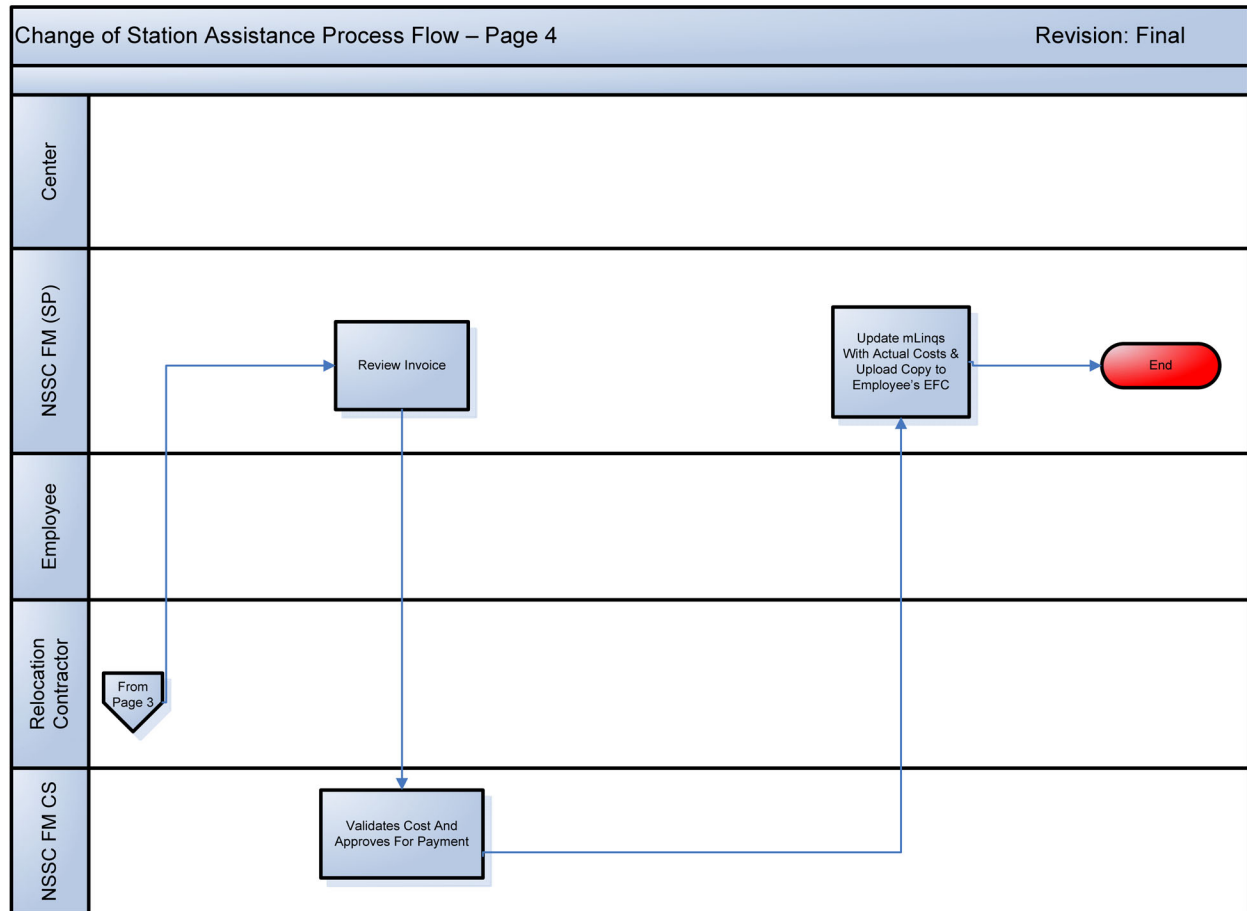 Change of Station Assistance Process Flow – Page 4
Revision: Final
Center
NSSC FM (SP)
Review Invoice
Update mLinqs
With Actual Costs &
Upload Copy to
Employee's EFC
End
Employee
Relocation
Contractor
From
Page 3
NSSC FM CS
Validates Cost And
Approves For Payment